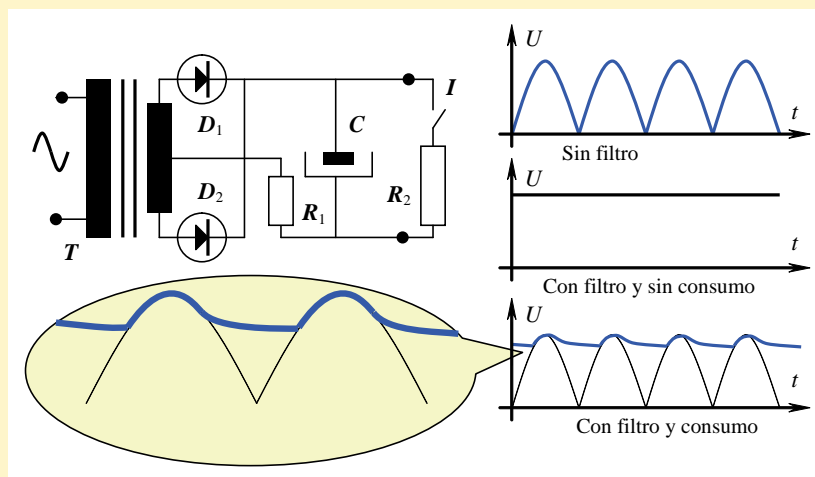 D1
D2
T
R1
C
I
R2
U
t
Sin filtro
U
t
Con filtro y sin consumo
U
t
Con filtro y consumo